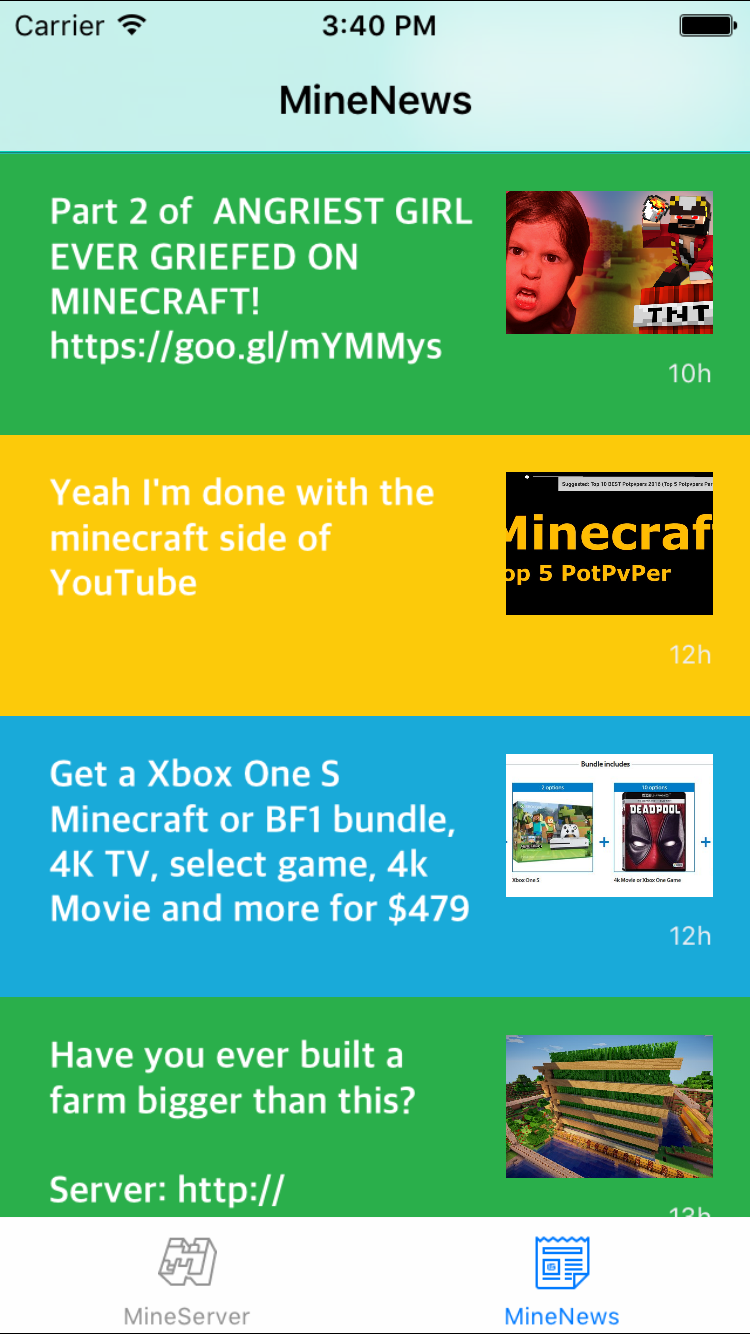 Carrier 3:40 PM
MineNews
Part 2 of ANGRIEST GIRL
EVER GRIEFED ON
MINECRAFT!
https://goo.gl/mYMMys
TNT
10h
Yeah I'm done with the
minecraft side of
YouTube
Suggested: Top 10 BEST Potpvpers 2016 (Top 5 Potpvpers Per
Minecraf
op 5 PotPvPer
12h
Get a Xbox One S
Minecraft or BF1 bundle,
4K TV, select game, 4k
Movie and more for $479
Bundle includes
2 options
10 options
DEADPOOL
+
+
Xbox One S
4k Movie or Xbox One Game
12h
Have you ever built a
farm bigger than this?
Server: http://
13h
MineServer
MineNews